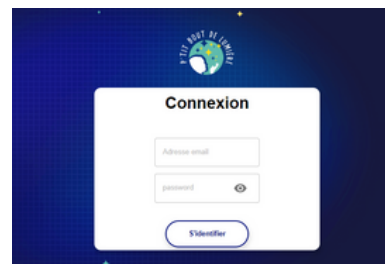 P'TIT BOUT DE LUMIÈRE
Connexion
Adresse email
password
S'identifier